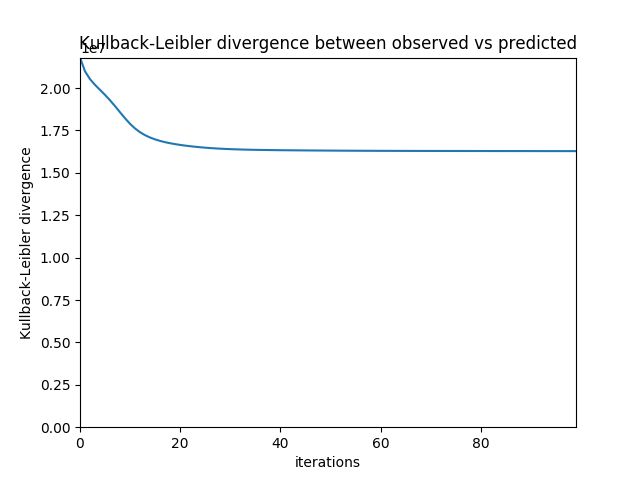 Kullback-Leibler divergence between observed vs predicted
1e7
2.00
1.75
1.50
1.25
1.00
0.75
0.50
0.25
0.00
Kullback-Leibler divergence
0 20 40 60 80
iterations